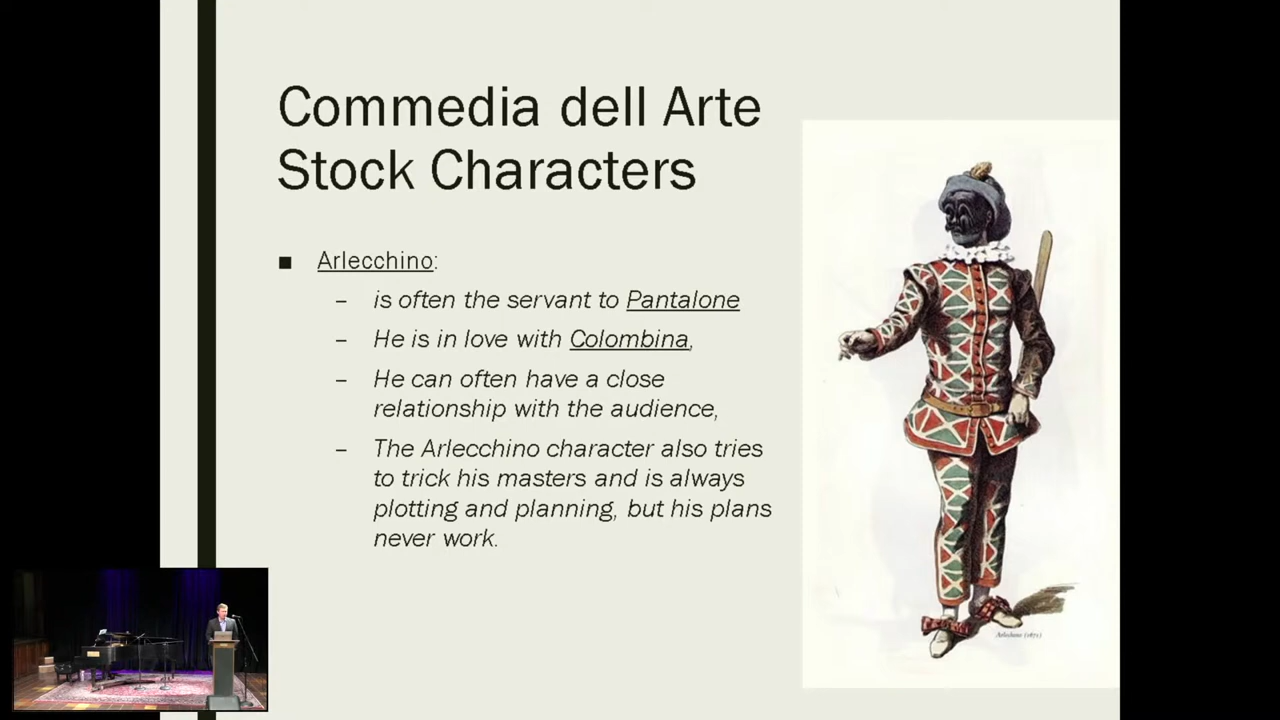 Commedia dell Arte
Stock Characters
■ Arlecchino:
– is often the servant to Pantalone
– He is in love with Colombina,
– He can often have a close
relationship with the audience,
– The Arlecchino character also tries
to trick his masters and is always
plotting and planning, but his plans
never work.
Arlechino (1671)